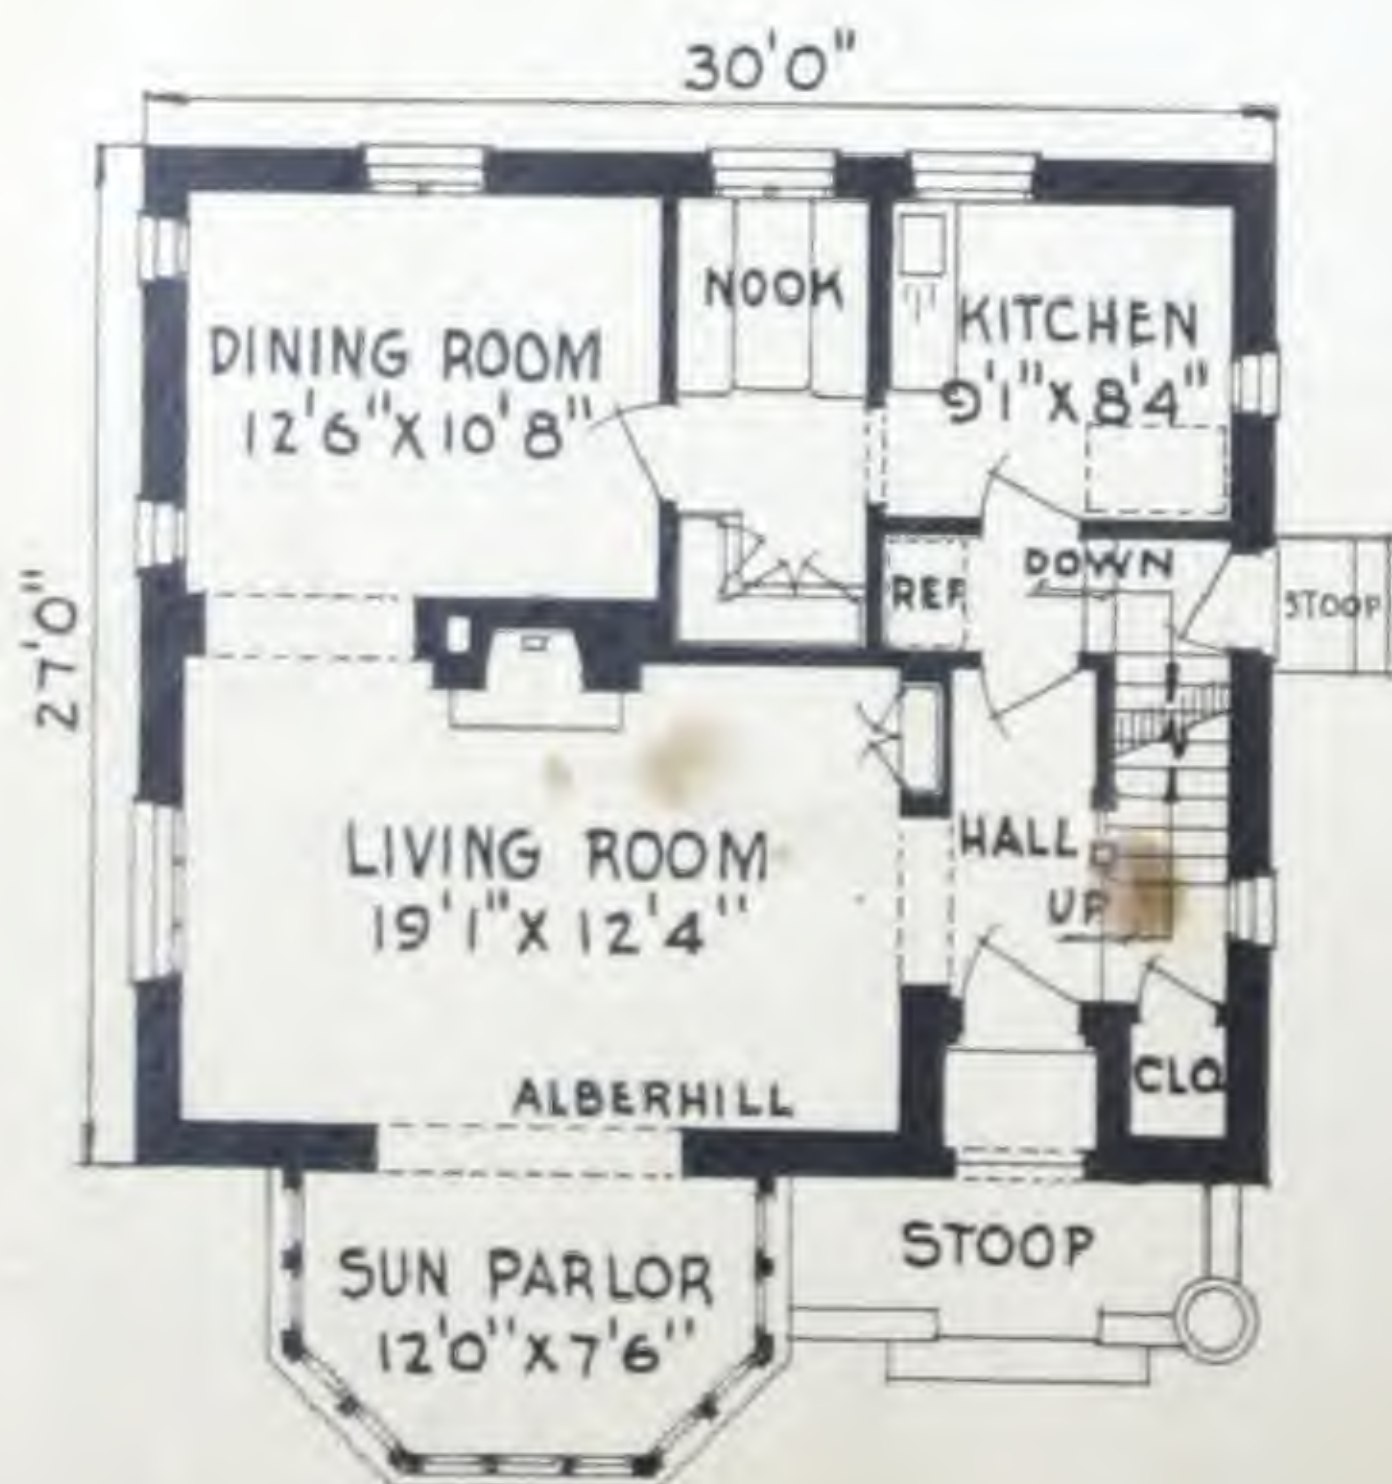 30'0"
27'0"
DINING ROOM
12'6"X10'8"
NOOK
KITCHEN
9'1"X8'4"
REF
DOWN
STOOP
LIVING ROOM
19'1"X12'4"
HALL
UP
ALBERHILL
CLO
SUN PARLOR
12'0"X7'6"
STOOP